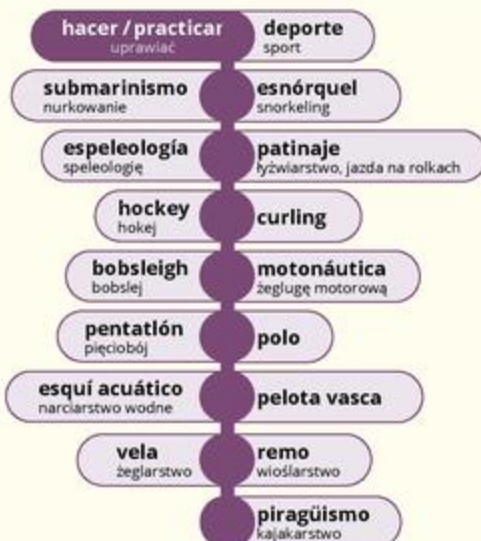 hacer / practicar
uprawiać
deporte
sport
submarinismo
nurkowanie
esnórquel
snorkeling
espeleología
speleologię
patinaje
łyżwiarstwo, jazda na rolkach
hockey
hokej
curling
bobsleigh
bobslej
motonáutica
żeglugę motorową
pentatlón
pięciobój
polo
esquí acuático
narciarstwo wodne
pelota vasca
vela
żeglarstwo
remo
wioślarstwo
piragüismo
kajakarstwo